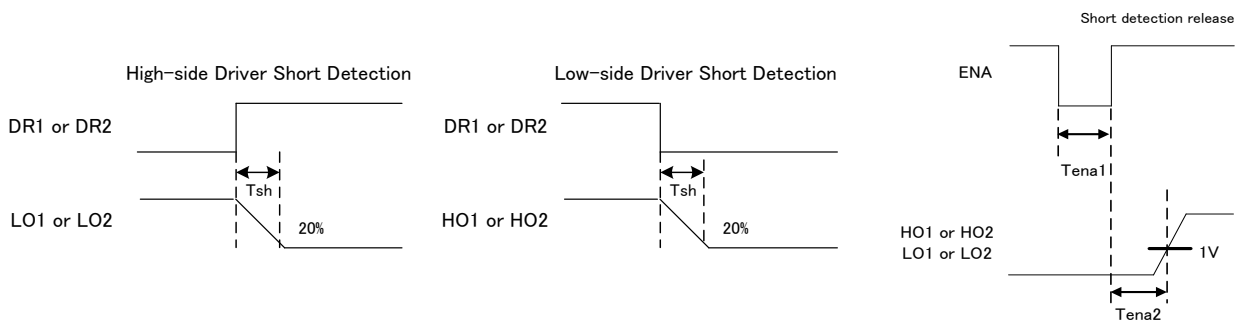 High-side Driver Short Detection
DR1 or DR2
Tsh
LO1 or LO2
20%
Low-side Driver Short Detection
DR1 or DR2
Tsh
HO1 or HO2
20%
Short detection release
ENA
Tena1
HO1 or HO2
LO1 or LO2
1V
Tena2